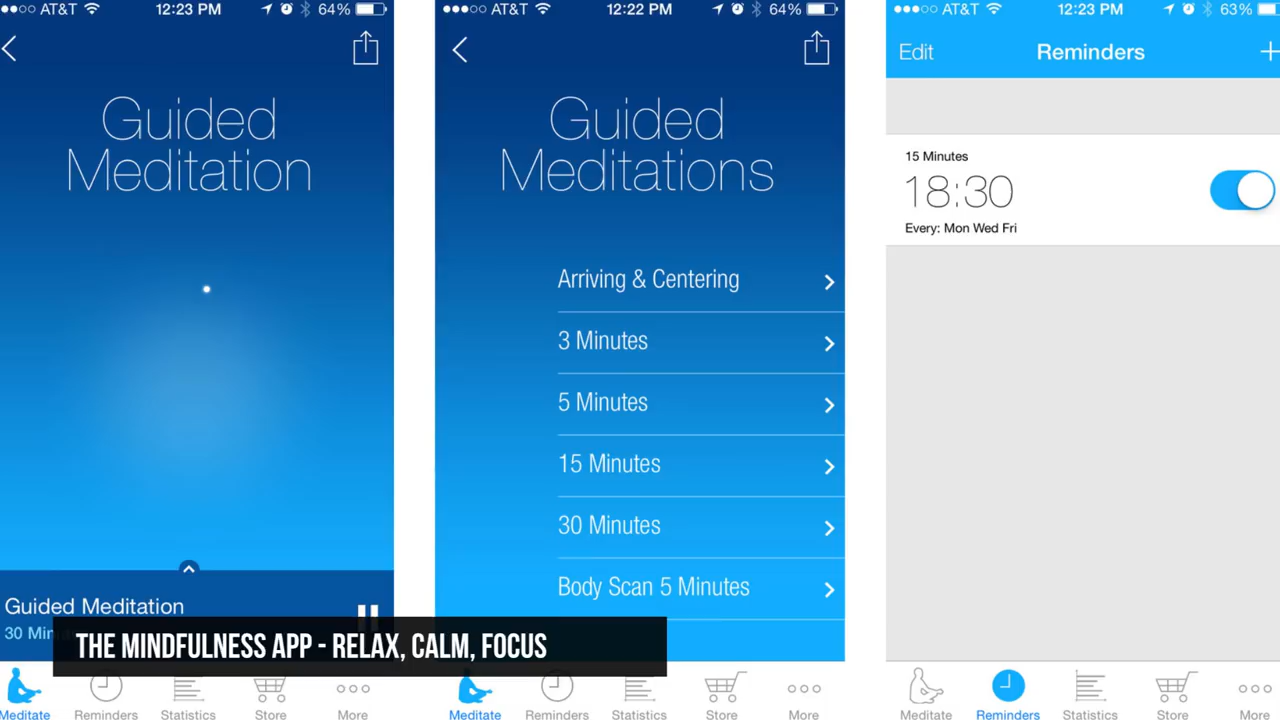 AT&T 12:23 PM 64%
Guided
Meditation
Guided Meditation
30 Min
Meditate Reminders Statistics Store More
AT&T 12:22 PM 64%
Guided
Meditations
Arriving & Centering
3 Minutes
5 Minutes
15 Minutes
30 Minutes
Body Scan 5 Minutes
Meditate Reminders Statistics Store More
AT&T 12:23 PM 63%
Edit Reminders +
15 Minutes
18:30
Every: Mon Wed Fri
Meditate Reminders Statistics Store More
THE MINDFULNESS APP - RELAX, CALM, FOCUS